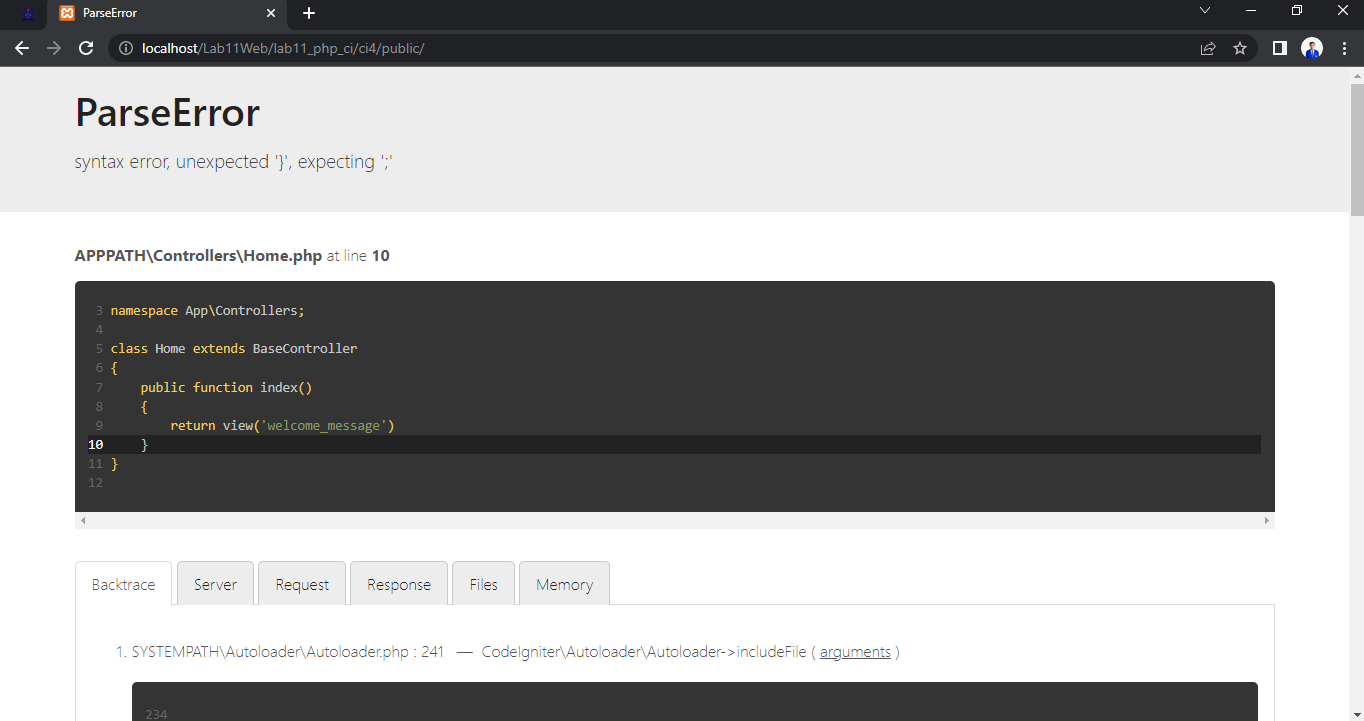 ParseError
localhost/Lab11Web/lab11_php_ci/ci4/public/
ParseError
syntax error, unexpected '}', expecting ';'
APPPATH\Controllers\Home.php at line 10
3 namespace App\Controllers;
4
5 class Home extends BaseController
6 {
7 public function index()
8 {
9 return view('welcome_message')
10 }
11 }
12
Backtrace Server Request Response Files Memory
1. SYSTEMPATH\Autoloader\Autoloader.php : 241 — CodeIgniter\Autoloader\Autoloader->includeFile ( arguments )
234